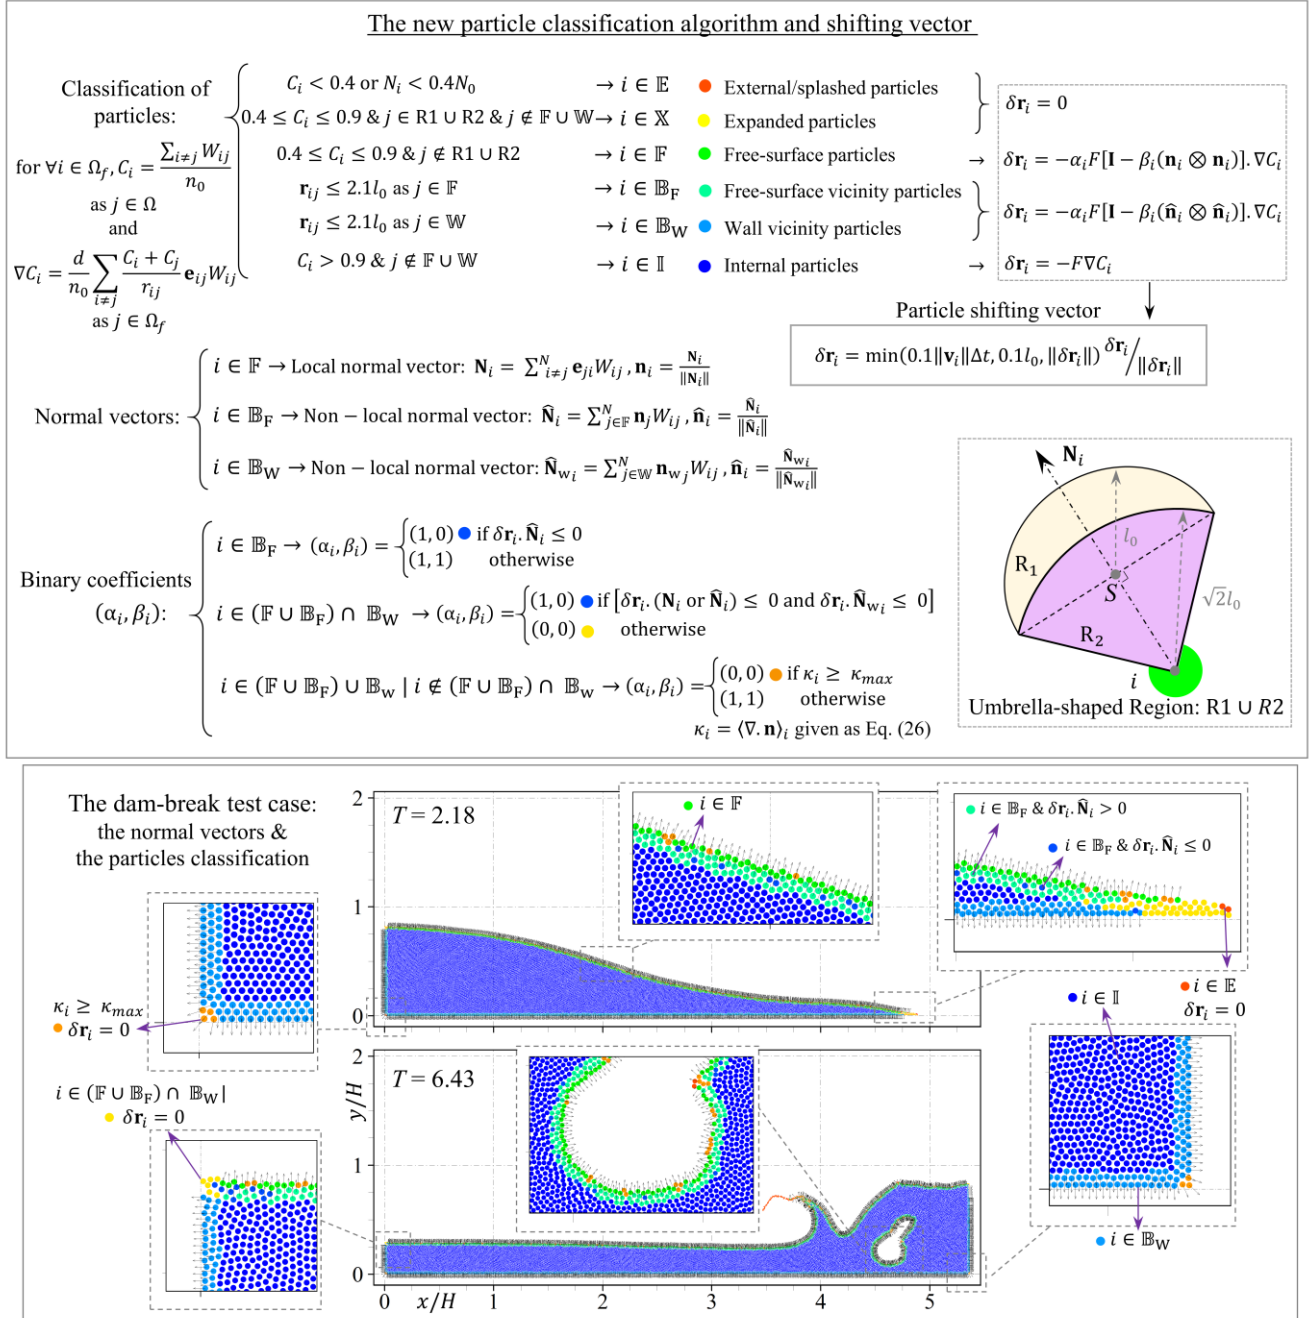 The new particle classification algorithm and shifting vector
Classification of
particles:
for ∀i ∈ Ω_f, C_i = ∑_{i≠j} W_ij / n_0
as j ∈ Ω
and
∇C_i = d/n_0 ∑_{i≠j} (C_i + C_j)/r_ij e_ij W_ij
as j ∈ Ω_f
C_i < 0.4 or N_i < 0.4N_0 → i ∈ 𝔼 External/splashed particles
0.4 ≤ C_i ≤ 0.9 & j ∈ R1 ∪ R2 & j ∉ 𝔽 ∪ 𝕎 → i ∈ 𝕏 Expanded particles
δr_i = 0
0.4 ≤ C_i ≤ 0.9 & j ∉ R1 ∪ R2 → i ∈ 𝔽 Free-surface particles → δr_i = −α_i F[I − β_i(n_i ⊗ n_i)]. ∇C_i
r_ij ≤ 2.1l_0 as j ∈ 𝔽 → i ∈ 𝔹_F Free-surface vicinity particles
r_ij ≤ 2.1l_0 as j ∈ 𝕎 → i ∈ 𝔹_W Wall vicinity particles
δr_i = −α_i F[I − β_i(n̂_i ⊗ n̂_i)]. ∇C_i
C_i > 0.9 & j ∉ 𝔽 ∪ 𝕎 → i ∈ 𝕀 Internal particles → δr_i = −F∇C_i
Particle shifting vector
δr_i = min(0.1‖v_i‖Δt, 0.1l_0, ‖δr_i‖) δr_i/‖δr_i‖
Normal vectors:
i ∈ 𝔽 → Local normal vector: N_i = ∑_{i≠j}^N e_ji W_ij , n_i = N_i/‖N_i‖
i ∈ 𝔹_F → Non − local normal vector: N̂_i = ∑_{j∈𝔽}^N n_j W_ij , n̂_i = N̂_i/‖N̂_i‖
i ∈ 𝔹_W → Non − local normal vector: N̂_{w_i} = ∑_{j∈𝕎}^N n_{w_j} W_ij , n̂_i = N̂_{w_i}/‖N̂_{w_i}‖
Binary coefficients
(α_i, β_i):
i ∈ 𝔹_F → (α_i, β_i) = {(1, 0) if δr_i. N̂_i ≤ 0
(1, 1) otherwise
i ∈ (𝔽 ∪ 𝔹_F) ∩ 𝔹_W → (α_i, β_i) = {(1, 0) if [δr_i. (N_i or N̂_i) ≤ 0 and δr_i. N̂_{w_i} ≤ 0]
(0, 0) otherwise
i ∈ (𝔽 ∪ 𝔹_F) ∪ 𝔹_w | i ∉ (𝔽 ∪ 𝔹_F) ∩ 𝔹_w → (α_i, β_i) = {(0, 0) if κ_i ≥ κ_max
(1, 1) otherwise
κ_i = ⟨∇. n⟩_i given as Eq. (26)
N_i
l_0
R_1
S
√2l_0
R_2
i
Umbrella-shaped Region: R1 ∪ R2
The dam-break test case:
the normal vectors &
the particles classification
2
1
0
T = 2.18
i ∈ 𝔽
i ∈ 𝔹_F & δr_i. N̂_i > 0
i ∈ 𝔹_F & δr_i. N̂_i ≤ 0
κ_i ≥ κ_max
δr_i = 0
i ∈ 𝕀
i ∈ 𝔼
δr_i = 0
2
1
0
y/H
T = 6.43
i ∈ (𝔽 ∪ 𝔹_F) ∩ 𝔹_W|
δr_i = 0
i ∈ 𝔹_W
0 x/H 1 2 3 4 5